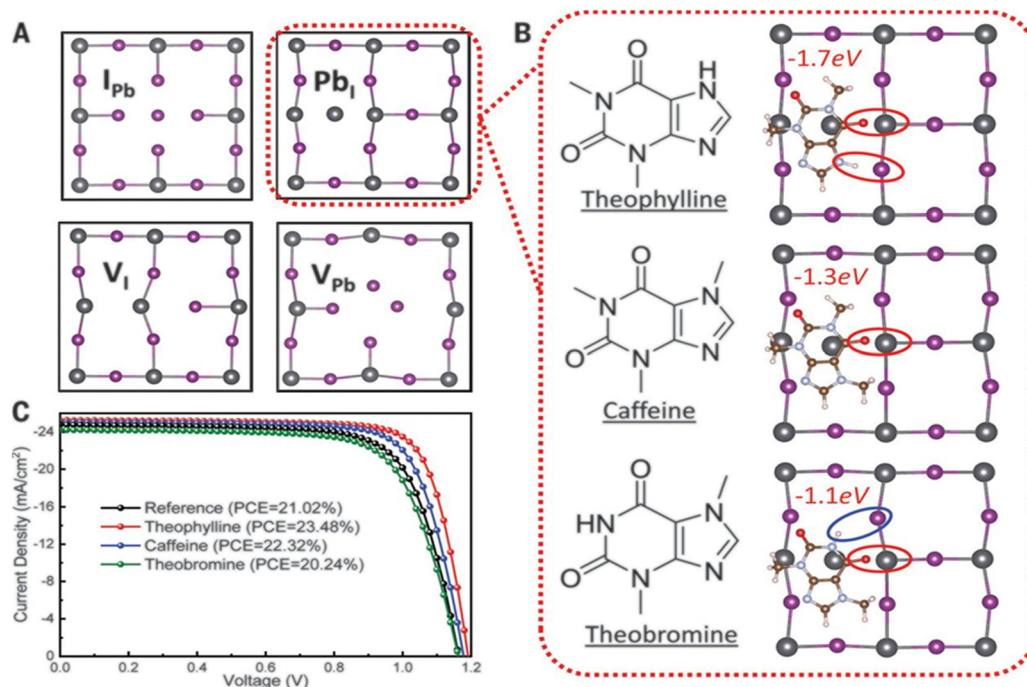 A
I_Pb
Pb_I
V_I
V_Pb
B
O
H
N
N
O
N
N
Theophylline
-1.7eV
O
N
N
O
N
N
Caffeine
-1.3eV
O
HN
N
O
N
N
Theobromine
-1.1eV
C
Current Density (mA/cm²)
-24
-20
-16
-12
-8
-4
Reference (PCE=21.02%)
Theophylline (PCE=23.48%)
Caffeine (PCE=22.32%)
Theobromine (PCE=20.24%)
0.0 0.2 0.4 0.6 0.8 1.0 1.2
Voltage (V)